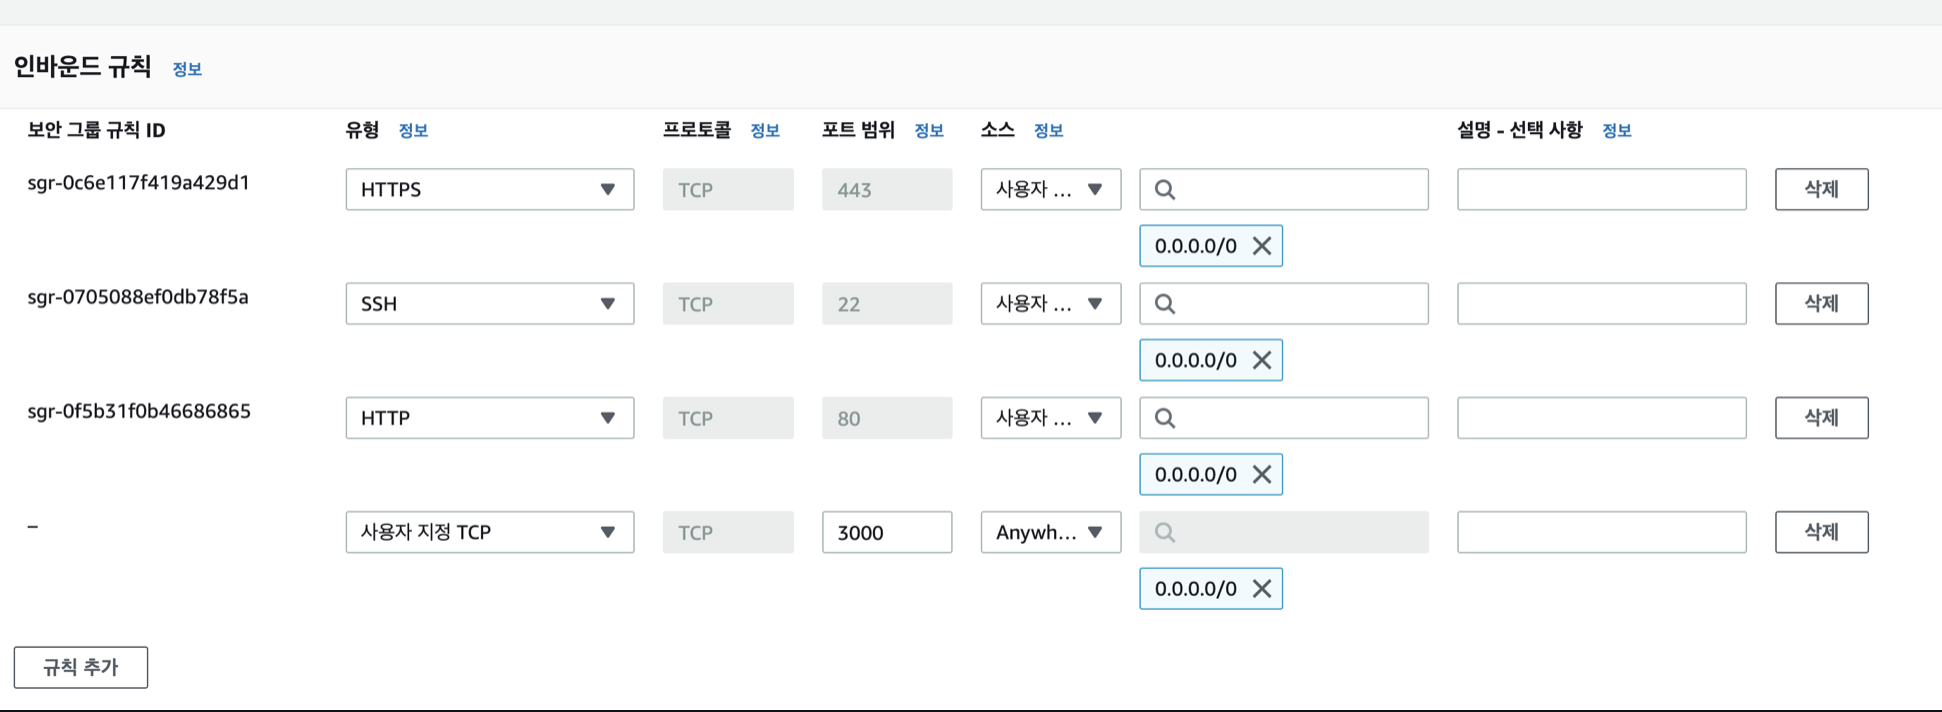 인바운드 규칙 정보
보안 그룹 규칙 ID 유형 정보 프로토콜 정보 포트 범위 정보 소스 정보 설명 - 선택 사항 정보
sgr-0c6e117f419a429d1 HTTPS TCP 443 사용자 ... 삭제
0.0.0.0/0
sgr-0705088ef0db78f5a SSH TCP 22 사용자 ... 삭제
0.0.0.0/0
sgr-0f5b31f0b46686865 HTTP TCP 80 사용자 ... 삭제
0.0.0.0/0
– 사용자 지정 TCP TCP 3000 Anywh... 삭제
0.0.0.0/0
규칙 추가